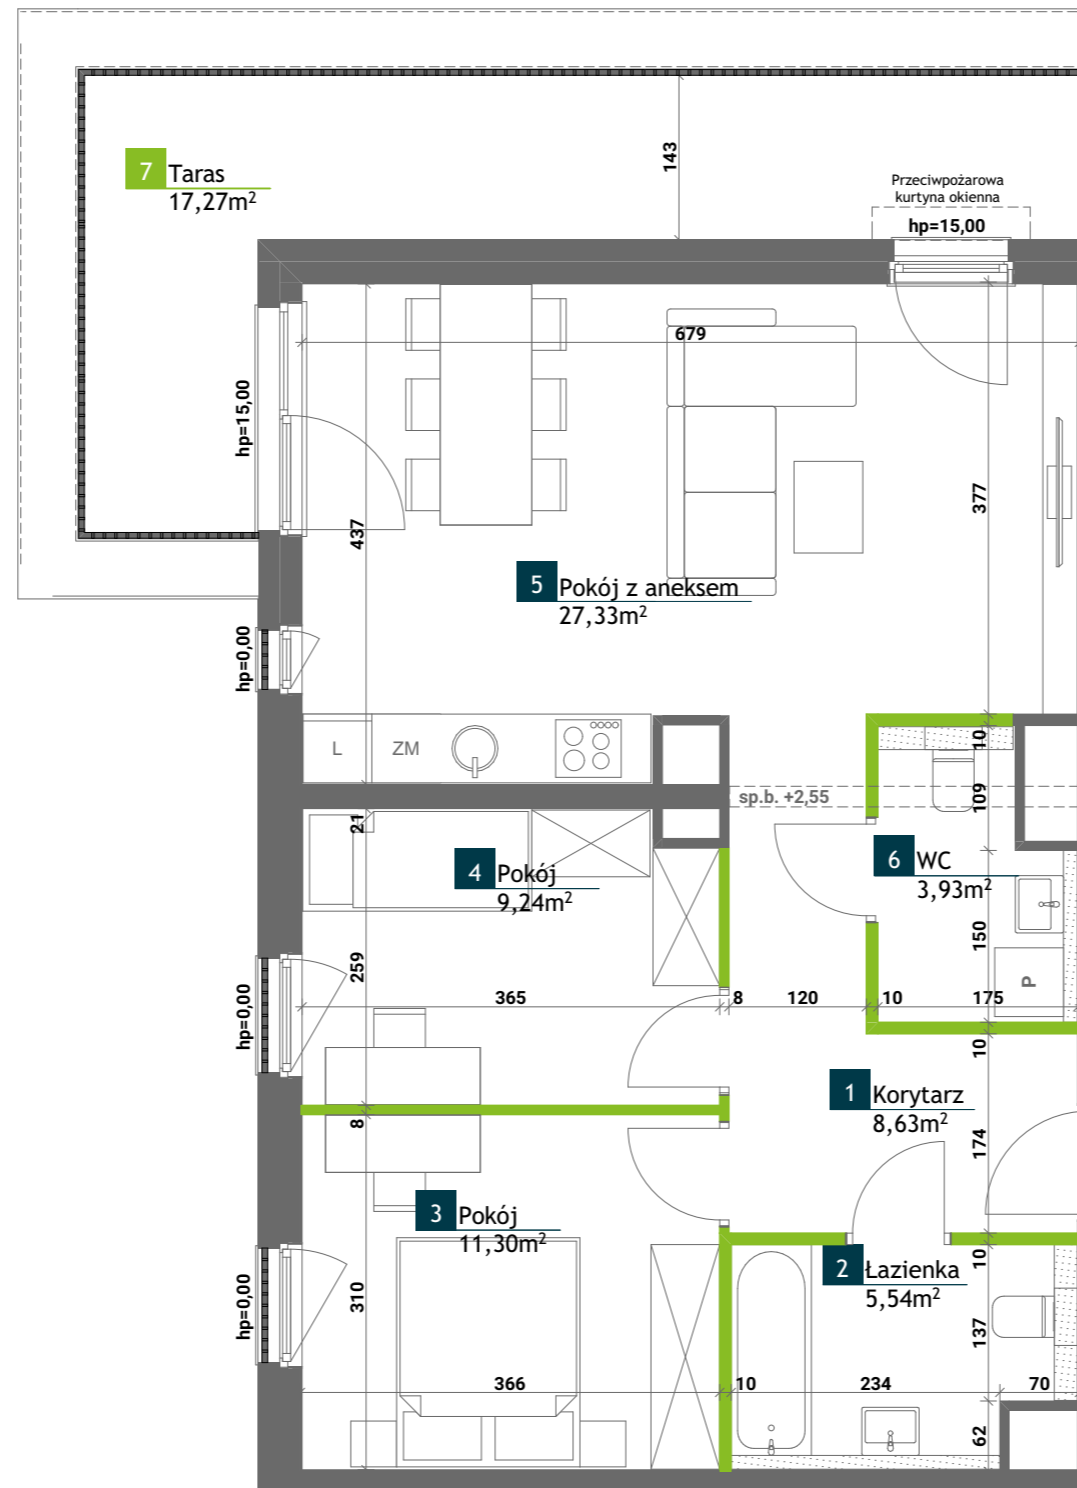 143
7 Taras
17,27m²
Przeciwpożarowa
kurtyna okienna
hp=15,00
679
hp=15,00
437
377
5 Pokój z aneksem
27,33m²
hp=0,00
L
ZM
10
109
sp.b. +2,55
21
4 Pokój
9,24m²
6 WC
3,93m²
150
P
259
hp=0,00
365
8
120
10
175
10
1 Korytarz
8,63m²
8
174
3 Pokój
11,30m²
10
2 Łazienka
5,54m²
hp=0,00
310
137
366
10
234
70
62